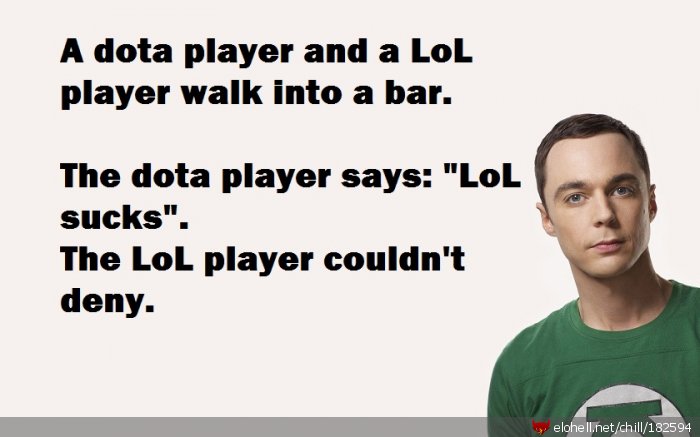 A dota player and a LoL
player walk into a bar.
The dota player says: "LoL
sucks".
The LoL player couldn't
deny.
elohell.net/chill/182594